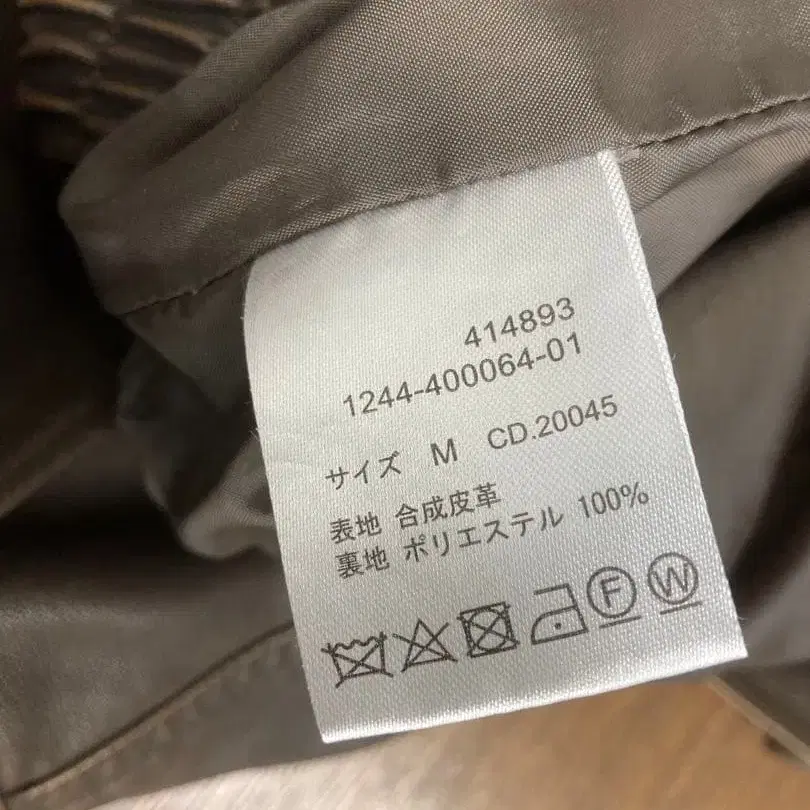 414893
1244-400064-01
サイズ M CD.20045
表地 合成皮革
裏地 ポリエステル 100%
F W